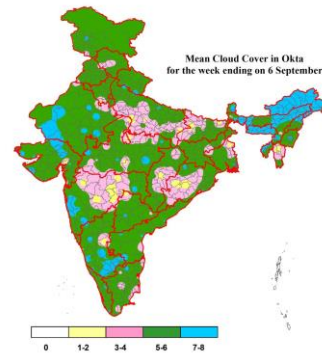 Mean Cloud Cover in Okta
for the week ending on 6 September
0 1-2 3-4 5-6 7-8